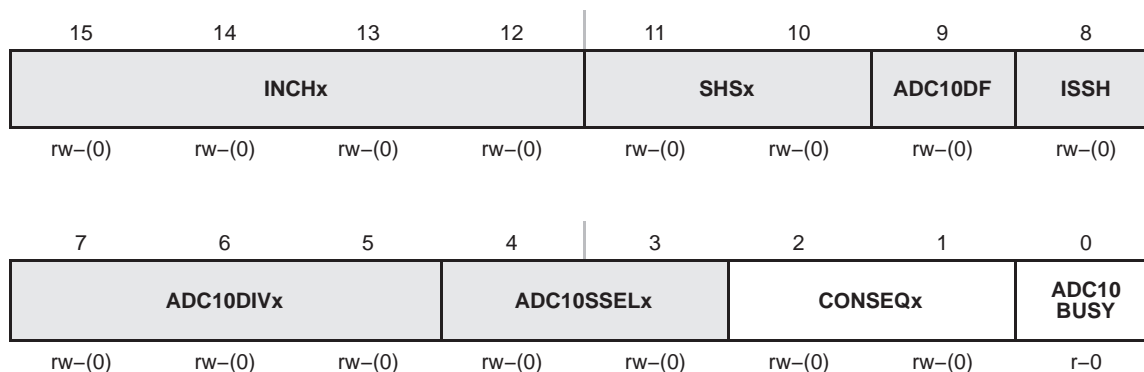 15 14 13 12 11 10 9 8
INCHx SHSx ADC10DF ISSH
rw−(0) rw−(0) rw−(0) rw−(0) rw−(0) rw−(0) rw−(0) rw−(0)
7 6 5 4 3 2 1 0
ADC10DIVx ADC10SSELx CONSEQx ADC10
BUSY
rw−(0) rw−(0) rw−(0) rw−(0) rw−(0) rw−(0) rw−(0) r−0